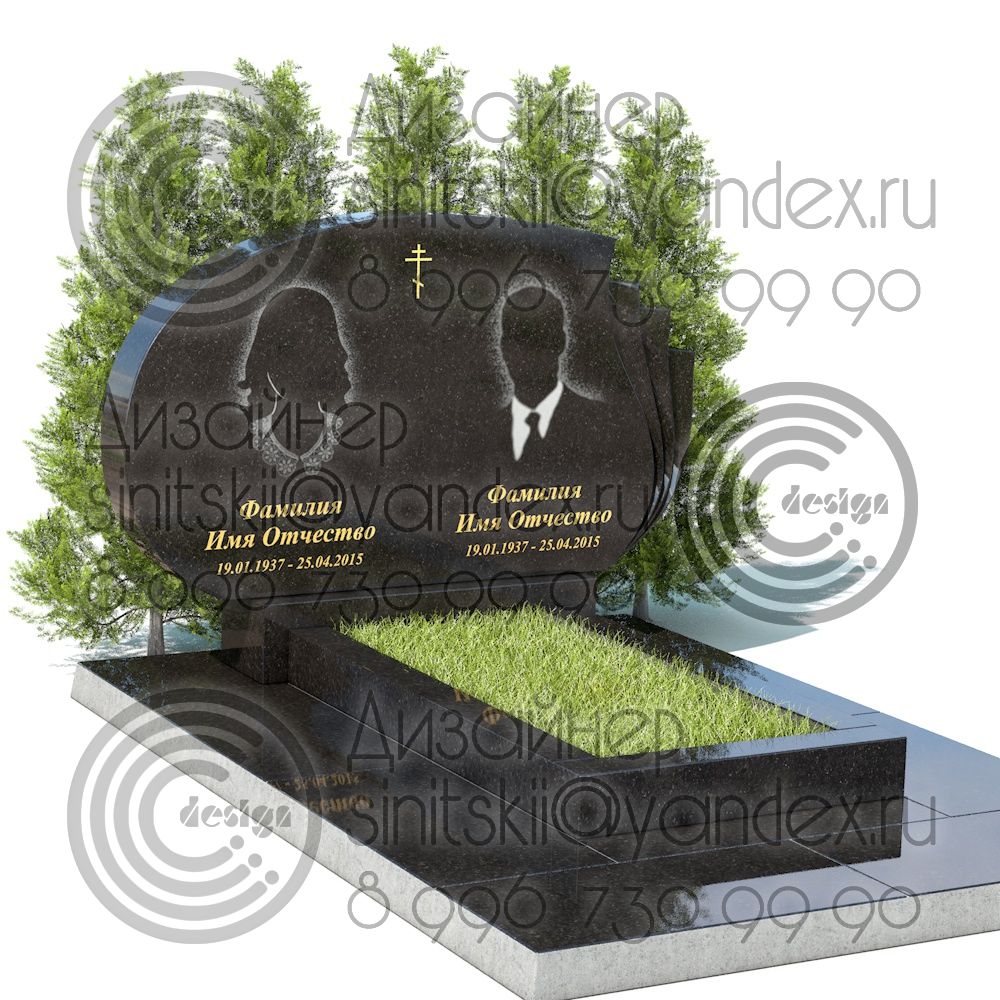 Дизайнер
sinitskii@yandex.ru
8 996 730 99 90
Дизайнер
sinitskii@yandex.ru
8 996 730 99 90
design
Фамилия
Имя Отчество
19.01.1937 - 25.04.2015
Фамилия
Имя Отчество
19.01.1937 - 25.04.2015
Дизайнер
sinitskii@yandex.ru
8 996 730 99 90
design